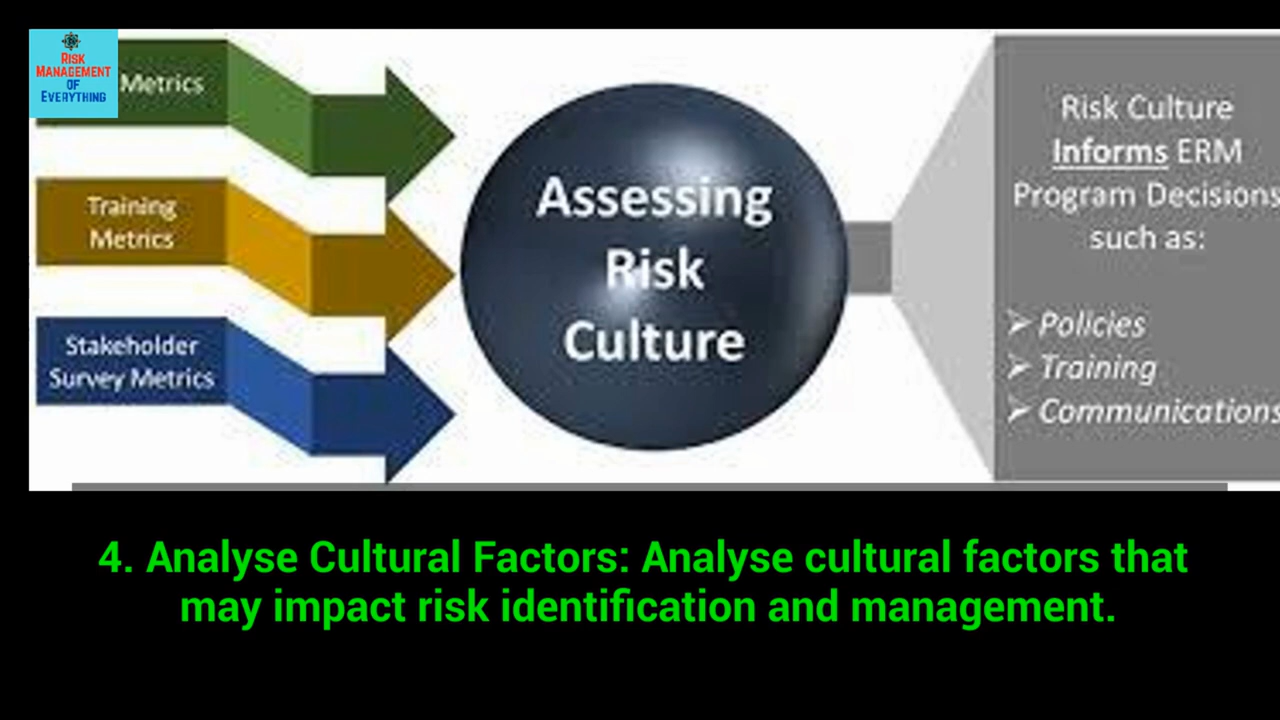 RISK
MANAGEMENT
OF
EVERYTHING
Metrics
Training
Metrics
Stakeholder
Survey Metrics
Assessing
Risk
Culture
Risk Culture
Informs ERM
Program Decisions
such as:
➢ Policies
➢ Training
➢ Communications
4. Analyse Cultural Factors: Analyse cultural factors that
may impact risk identification and management.